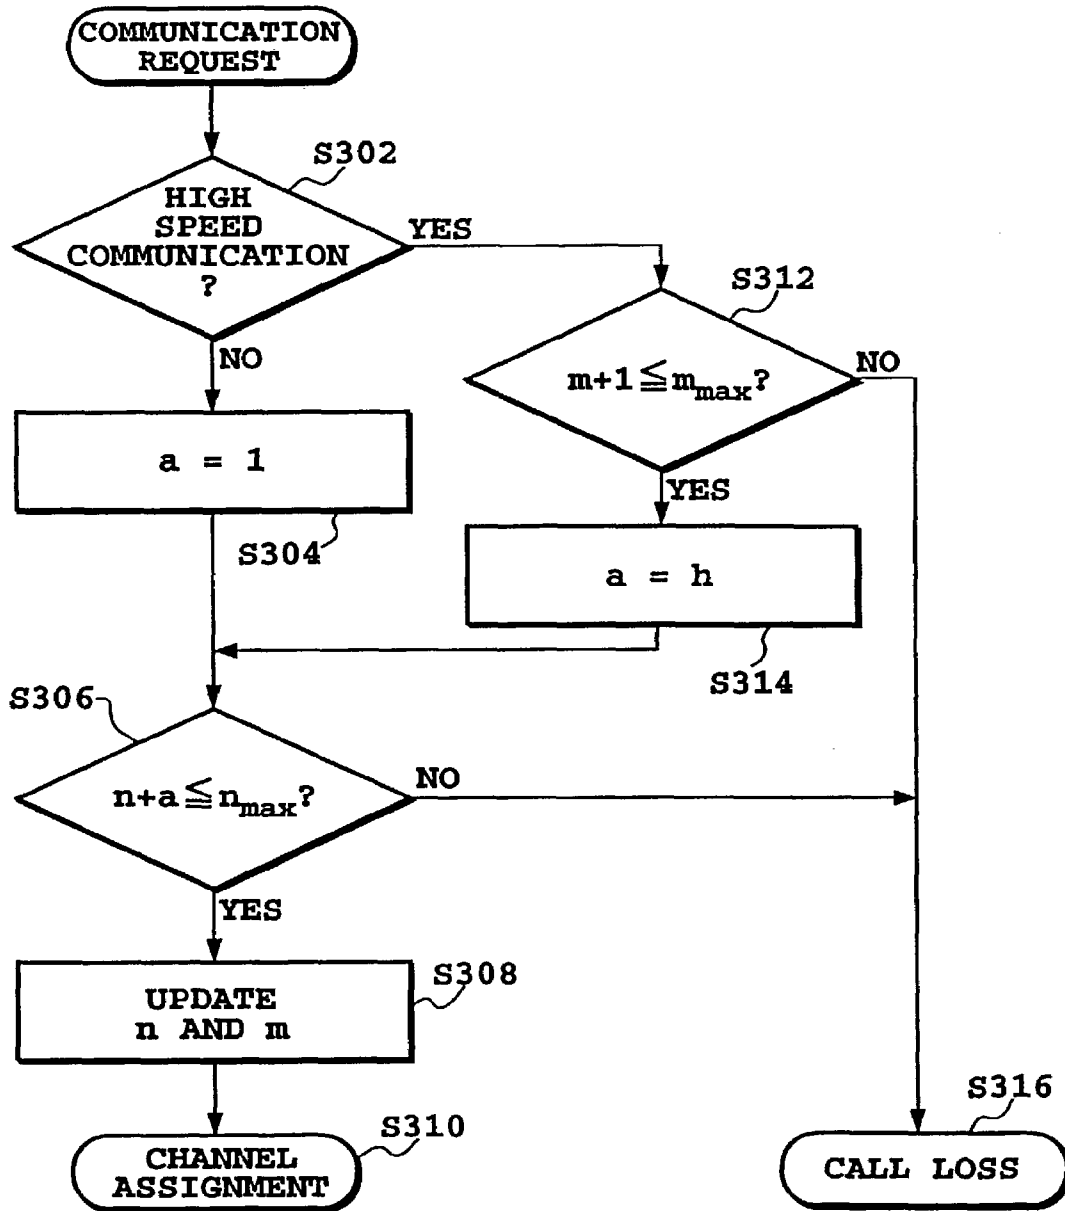 COMMUNICATION
REQUEST
S302
HIGH
SPEED
COMMUNICATION
?
YES
NO
S312
m+1≦mmax?
NO
YES
a = 1
S304
a = h
S314
S306
n+a≦nmax?
NO
YES
UPDATE
n AND m
S308
CHANNEL
ASSIGNMENT
S310
CALL LOSS
S316